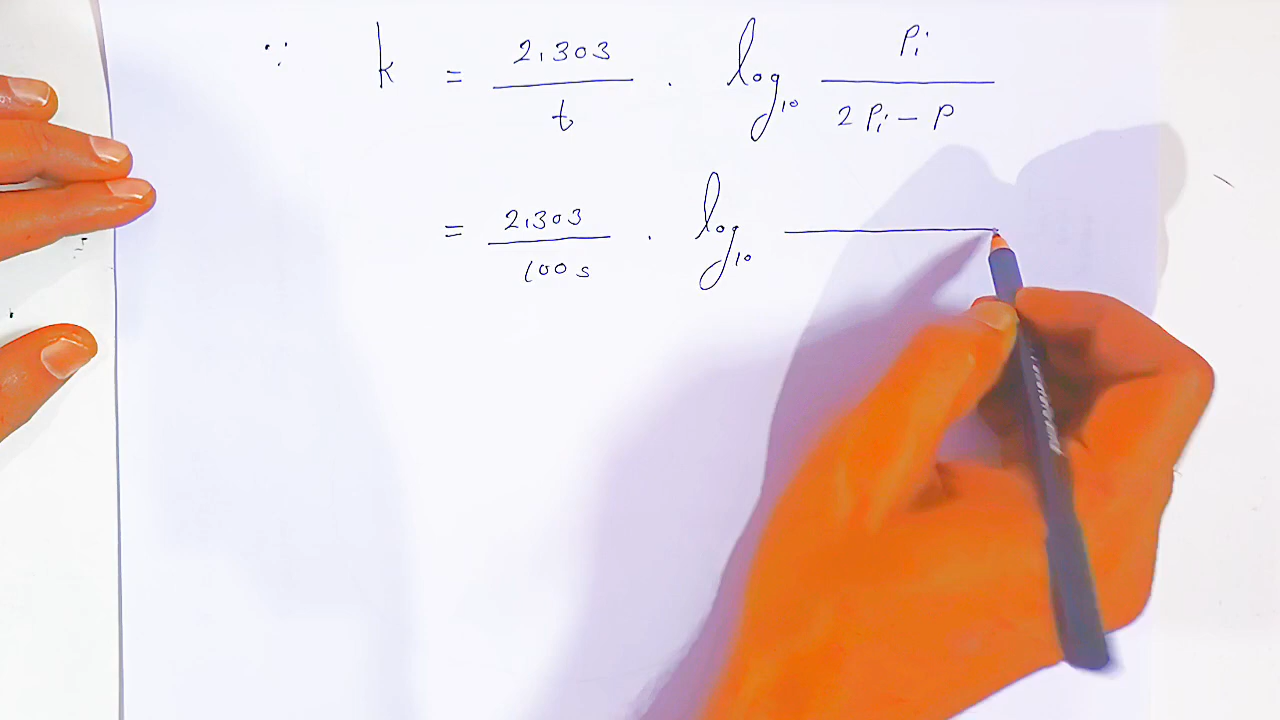 ∵ k = 2.303 / t . log₁₀ Pi / 2Pi − P
= 2.303 / 100 s . log₁₀